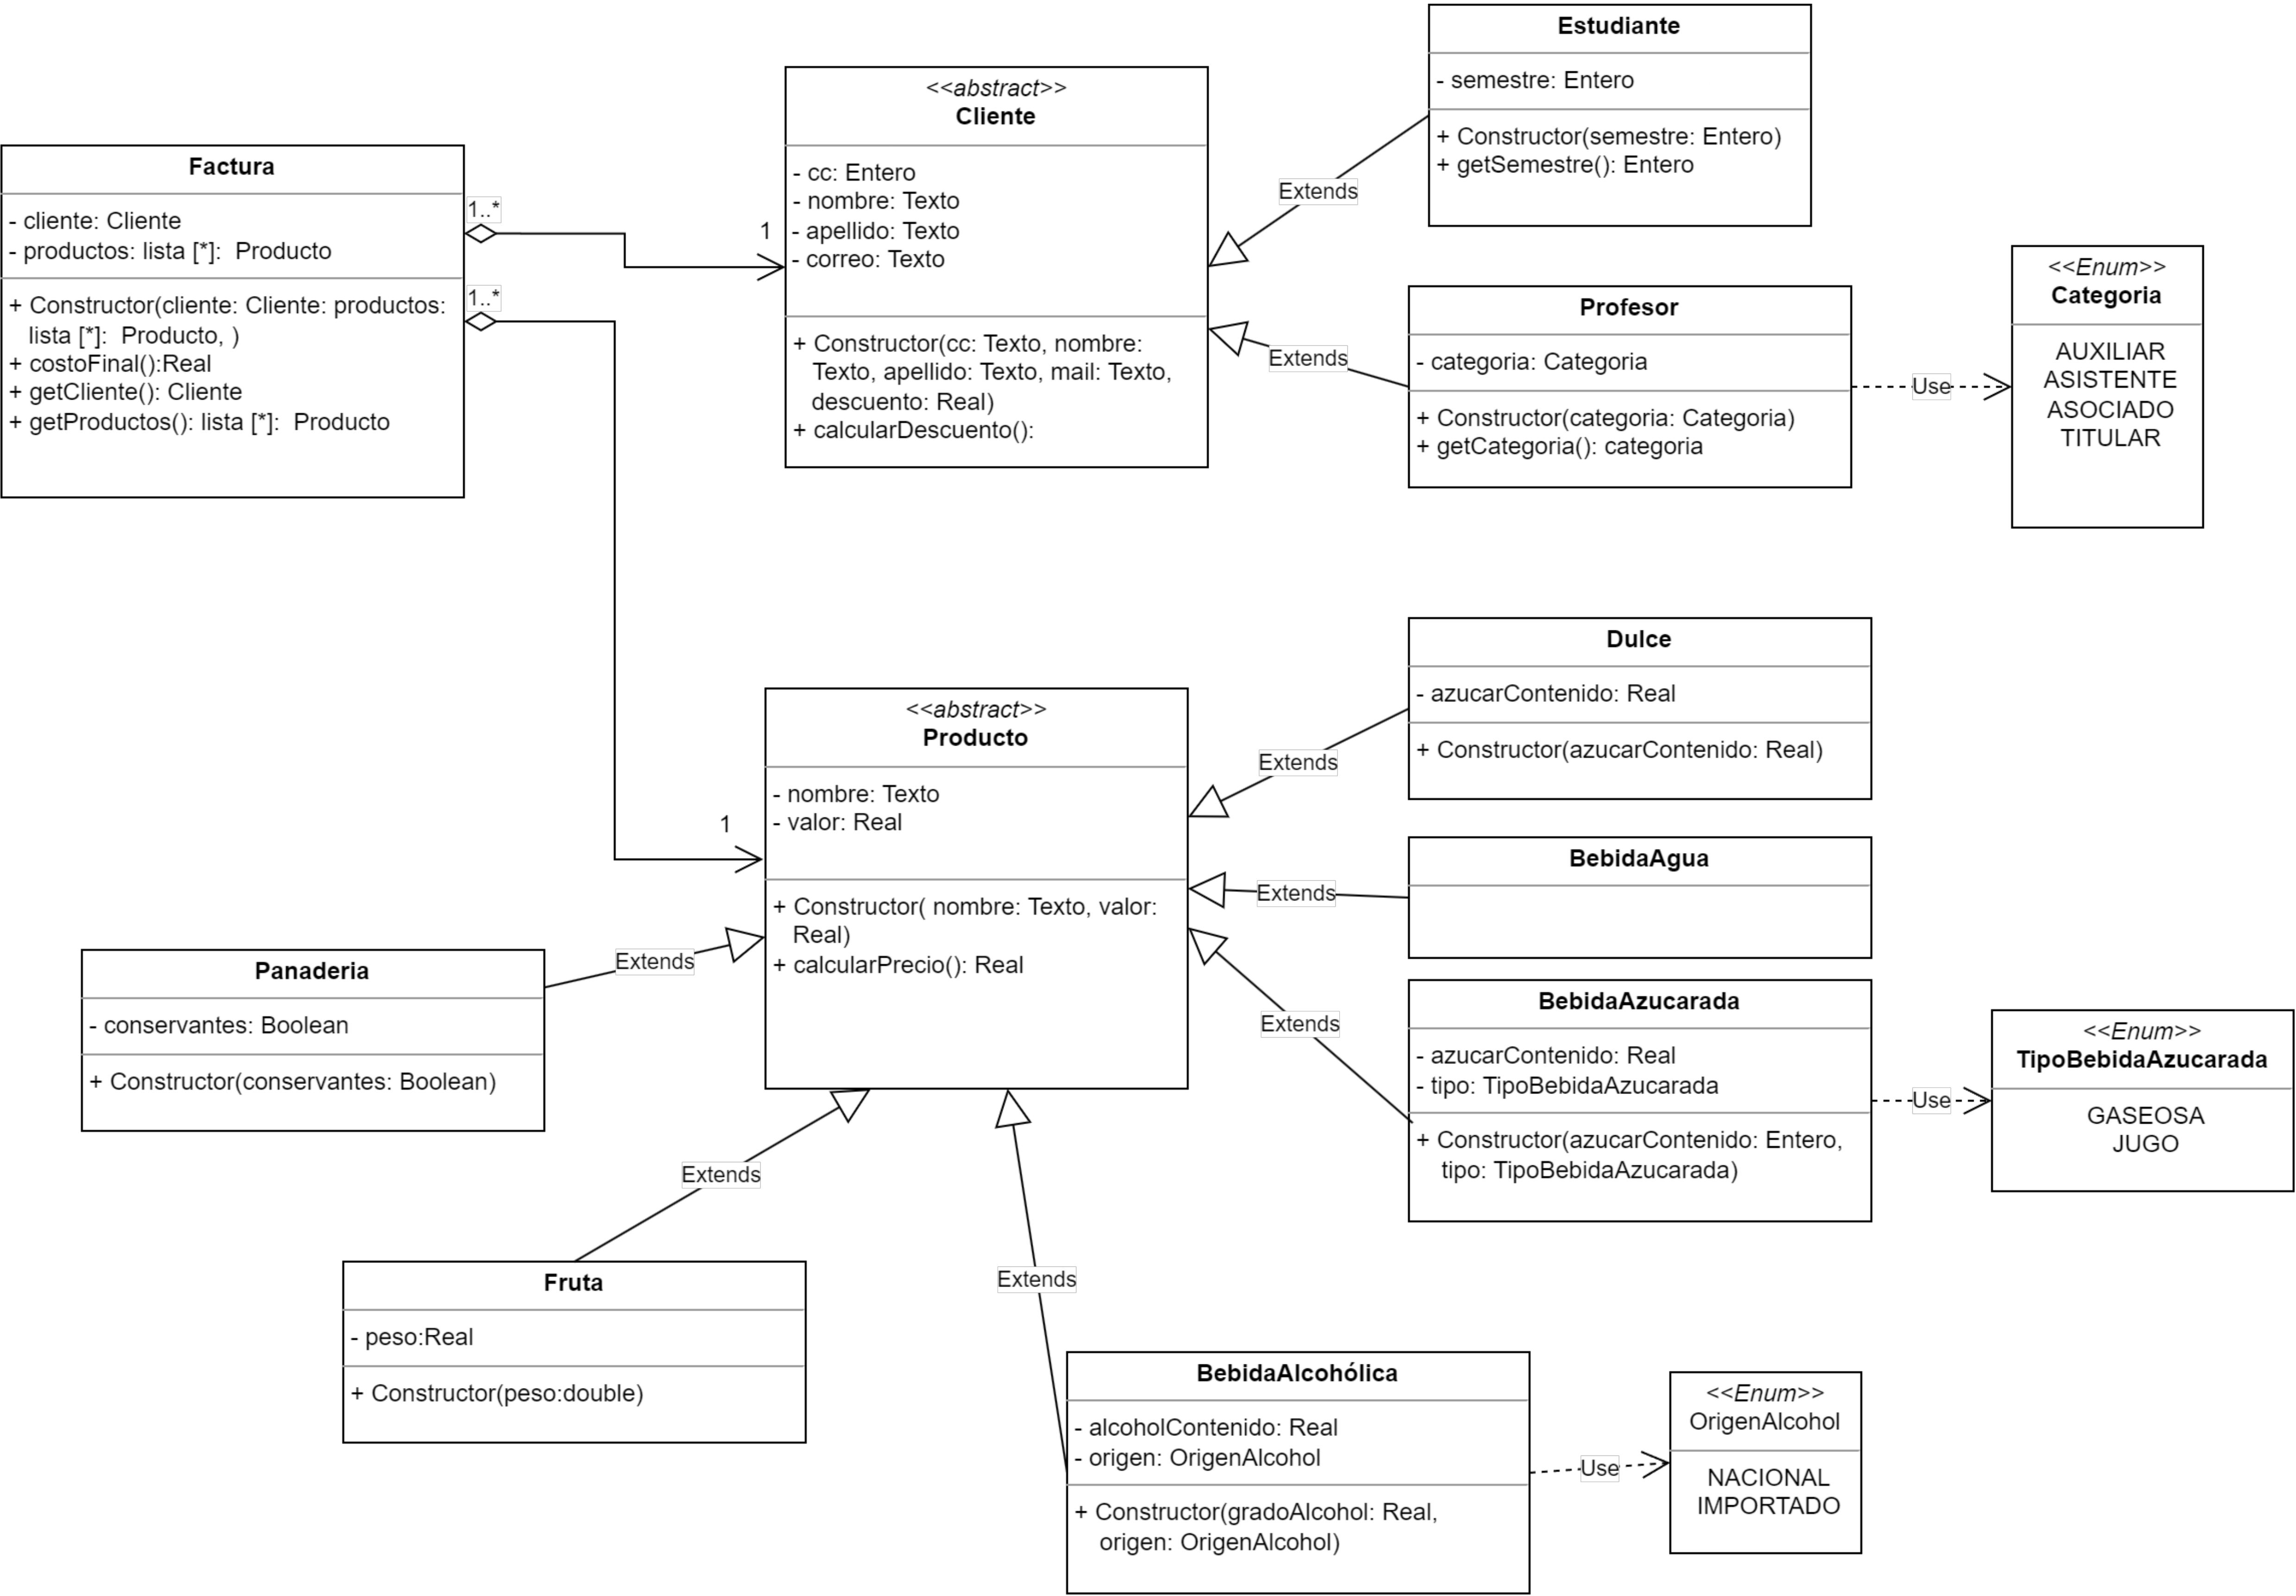 Factura
- cliente: Cliente
- productos: lista [*]:  Producto
+ Constructor(cliente: Cliente: productos:
lista [*]:  Producto, )
+ costoFinal():Real
+ getCliente(): Cliente
+ getProductos(): lista [*]:  Producto
1..*
1
1..*
1
<<abstract>>
Cliente
- cc: Entero
- nombre: Texto
- apellido: Texto
- correo: Texto
+ Constructor(cc: Texto, nombre:
Texto, apellido: Texto, mail: Texto,
descuento: Real)
+ calcularDescuento():
Extends
Extends
Estudiante
- semestre: Entero
+ Constructor(semestre: Entero)
+ getSemestre(): Entero
Profesor
- categoria: Categoria
+ Constructor(categoria: Categoria)
+ getCategoria(): categoria
Use
<<Enum>>
Categoria
AUXILIAR
ASISTENTE
ASOCIADO
TITULAR
<<abstract>>
Producto
- nombre: Texto
- valor: Real
+ Constructor( nombre: Texto, valor:
Real)
+ calcularPrecio(): Real
Extends
Extends
Extends
Dulce
- azucarContenido: Real
+ Constructor(azucarContenido: Real)
BebidaAgua
BebidaAzucarada
- azucarContenido: Real
- tipo: TipoBebidaAzucarada
+ Constructor(azucarContenido: Entero,
tipo: TipoBebidaAzucarada)
Use
<<Enum>>
TipoBebidaAzucarada
GASEOSA
JUGO
Extends
Panaderia
- conservantes: Boolean
+ Constructor(conservantes: Boolean)
Extends
Fruta
- peso:Real
+ Constructor(peso:double)
Extends
BebidaAlcohólica
- alcoholContenido: Real
- origen: OrigenAlcohol
+ Constructor(gradoAlcohol: Real,
origen: OrigenAlcohol)
Use
<<Enum>>
OrigenAlcohol
NACIONAL
IMPORTADO